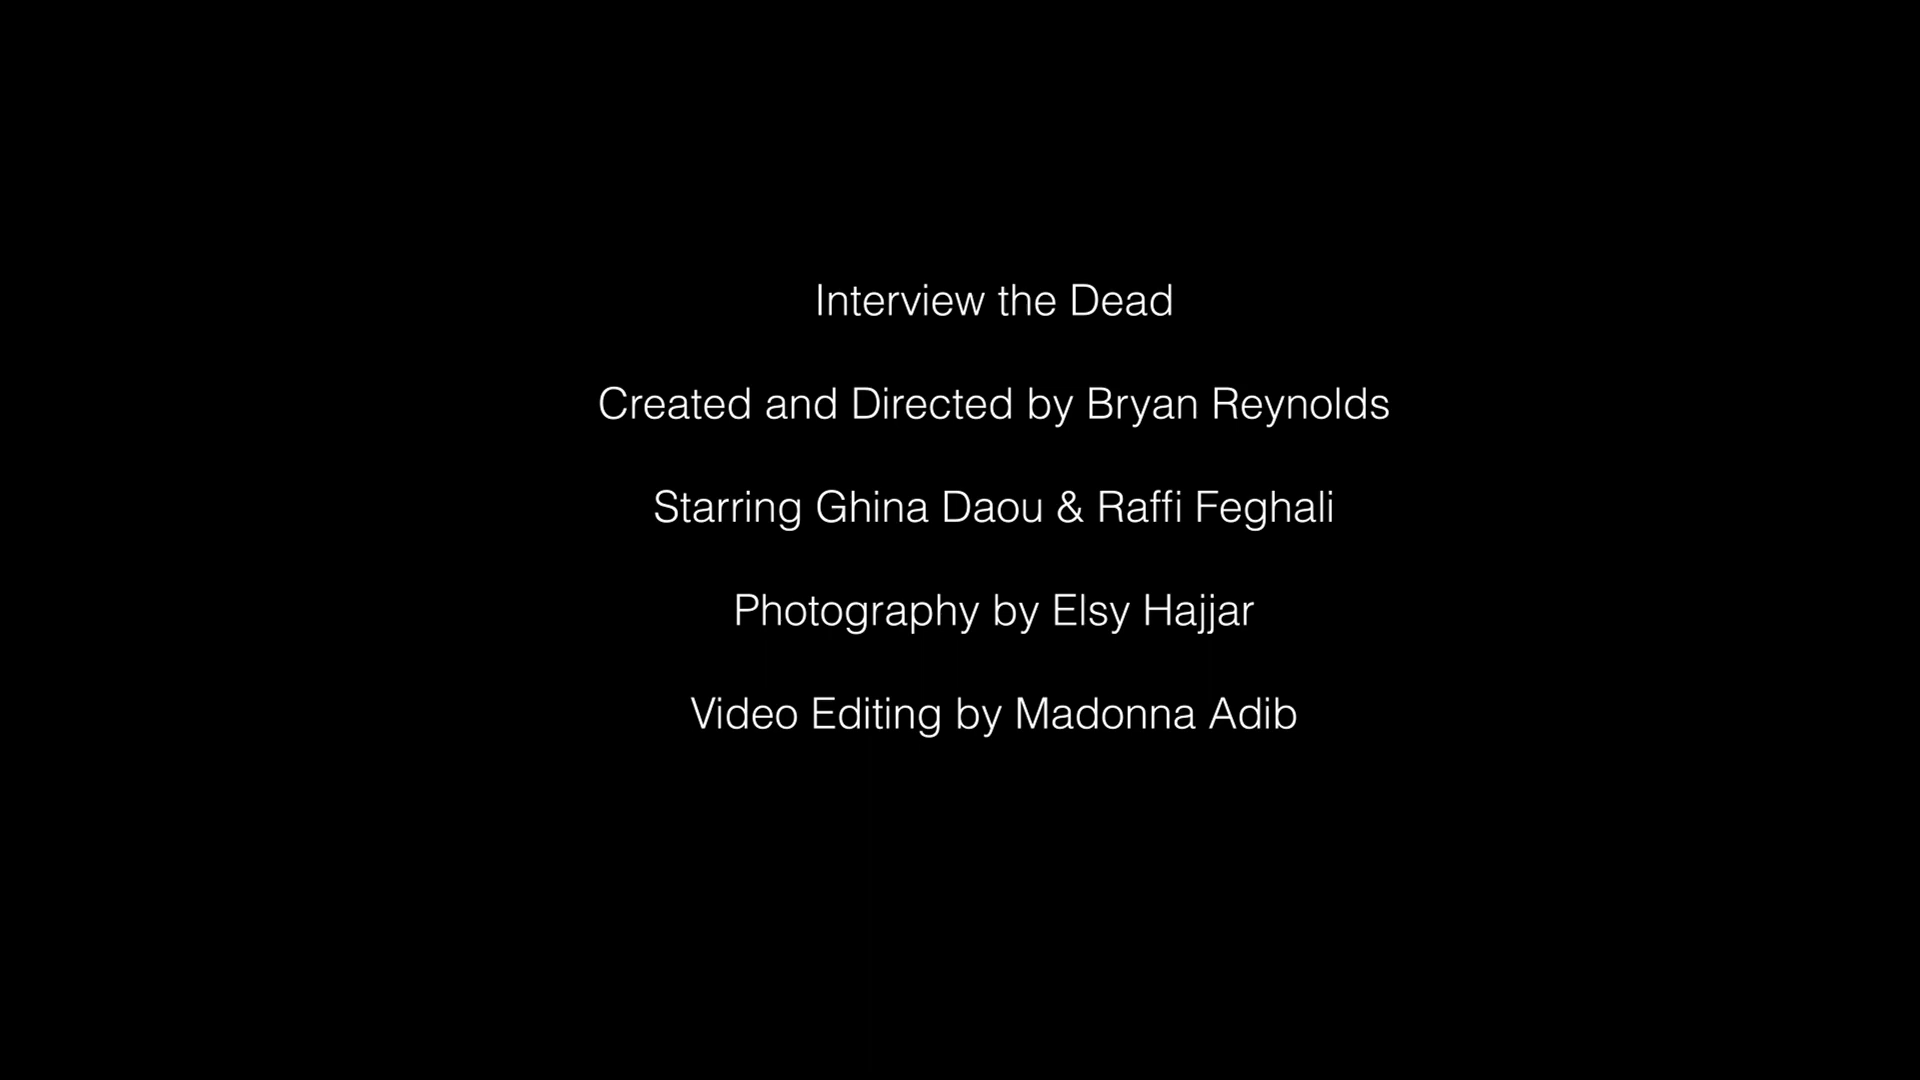 Interview the Dead
Created and Directed by Bryan Reynolds
Starring Ghina Daou & Raffi Feghali
Photography by Elsy Hajjar
Video Editing by Madonna Adib